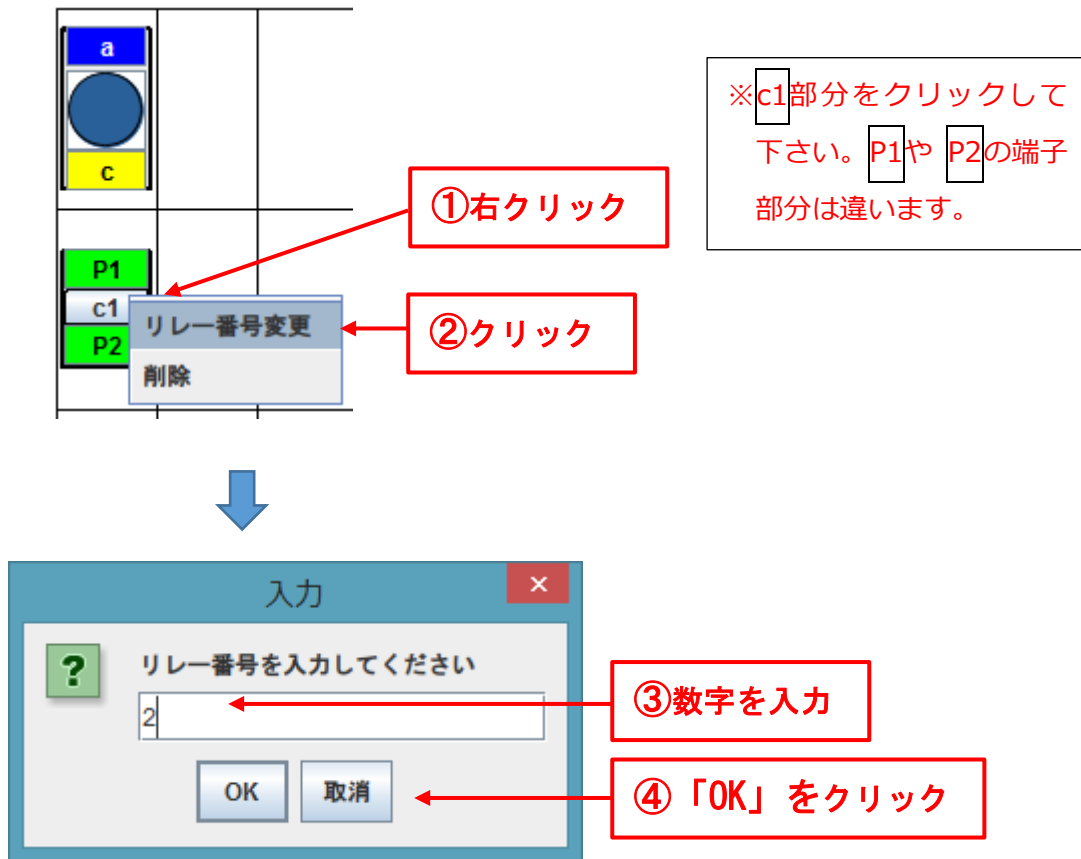 a
c
①右クリック
※c1部分をクリックして
下さい。P1や P2の端子
部分は違います。
P1
c1
P2
リレー番号変更
削除
②クリック
入力
×
?
リレー番号を入力してください
2
③数字を入力
OK
取消
④「OK」をクリック